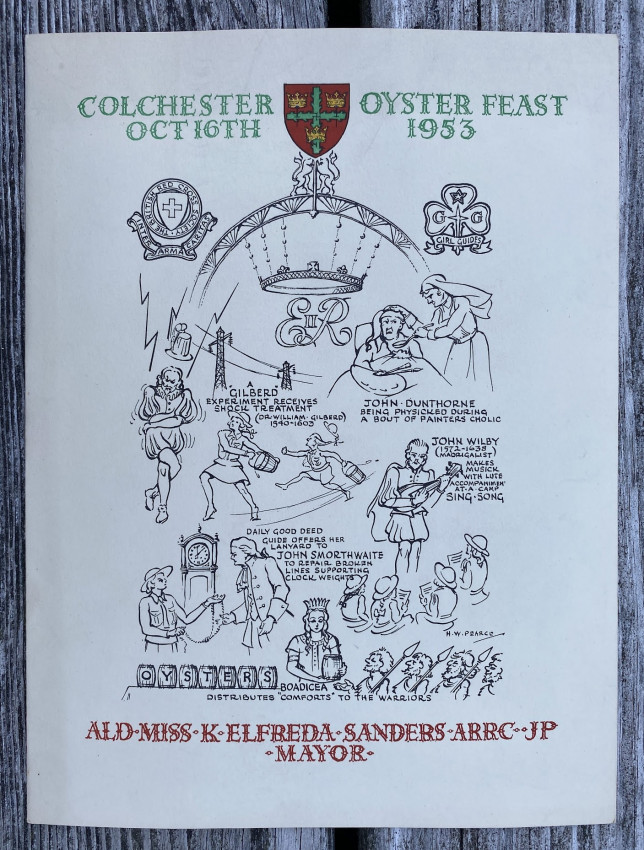 COLCHESTER OYSTER FEAST
OCT 16TH 1953
THE BRITISH RED CROSS SOCIETY
INTER ARMA CARITAS
G G
GIRL GUIDES
E II R
A
"GILBERD"
EXPERIMENT RECEIVES
SHOCK TREATMENT
(DR. WILLIAM GILBERD)
1540-1603
JOHN · DUNTHORNE
BEING PHYSICKED DURING
A BOUT OF PAINTERS CHOLIC
JOHN WILBY
(1572-1638)
(MADRIGALIST)
MAKES
MUSICK
WITH LUTE
ACCOMPANIMENT
AT·A·CAMP
SING·SONG
DAILY GOOD DEED
GUIDE OFFERS HER
LANYARD TO
JOHN SMORTHWAITE
TO REPAIR BROKEN
LINES SUPPORTING
CLOCK WEIGHTS
H.W. PEARCE
OYSTERS
BOADICEA
DISTRIBUTES "COMFORTS" TO THE WARRIORS
ALD·MISS·K·ELFREDA·SANDERS·ARRC··JP
·MAYOR·